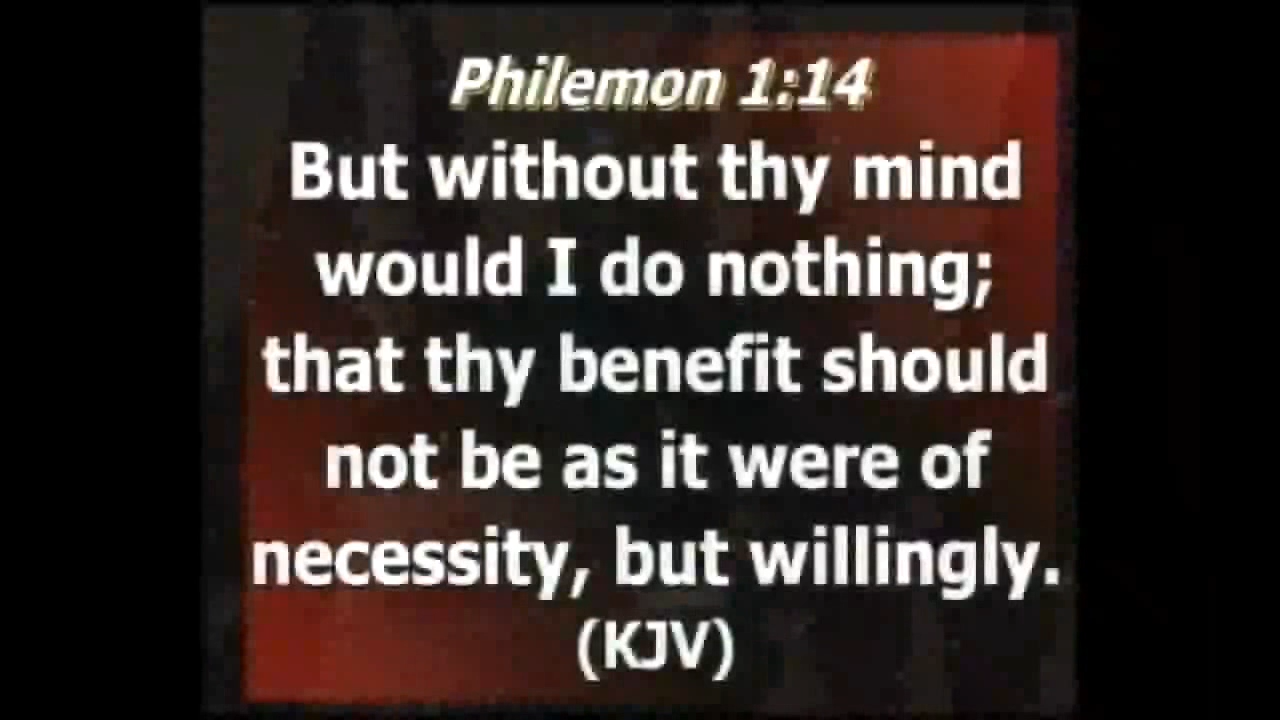 Philemon 1:14
But without thy mind
would I do nothing;
that thy benefit should
not be as it were of
necessity, but willingly.
(KJV)